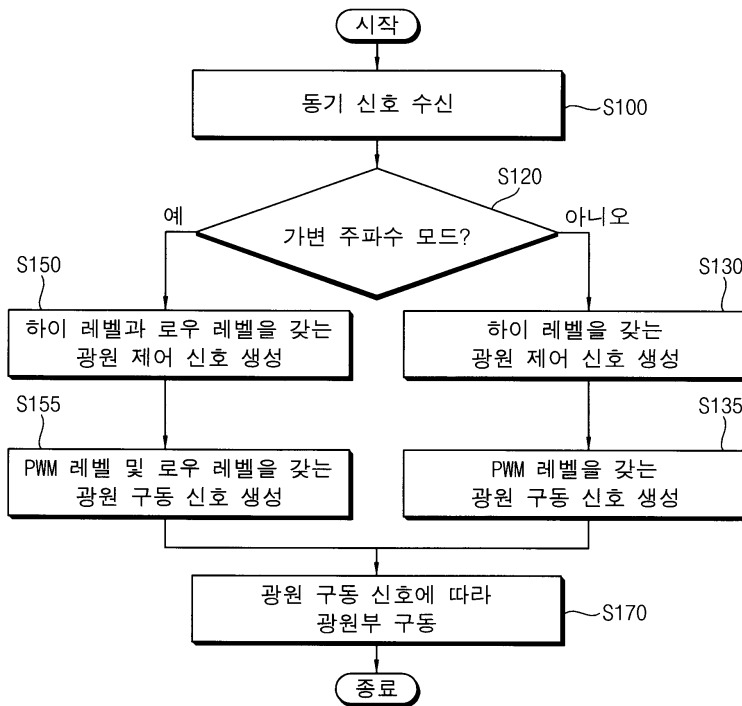 시작
동기 신호 수신
S100
S120
가변 주파수 모드?
예
아니오
S150
하이 레벨과 로우 레벨을 갖는
광원 제어 신호 생성
S130
하이 레벨을 갖는
광원 제어 신호 생성
S155
PWM 레벨 및 로우 레벨을 갖는
광원 구동 신호 생성
S135
PWM 레벨을 갖는
광원 구동 신호 생성
광원 구동 신호에 따라
광원부 구동
S170
종료